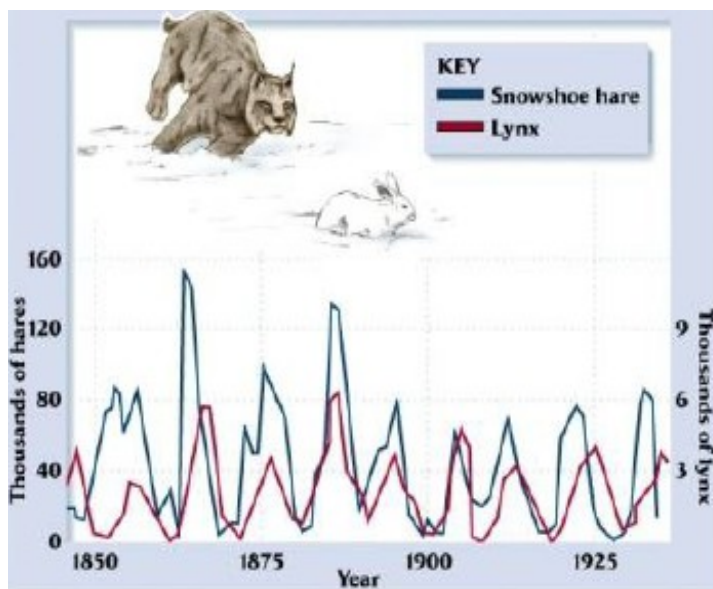 KEY
Snowshoe hare
Lynx
160
120
80
40
0
Thousands of hares
9
6
3
Thousands of lynx
1850
1875
1900
1925
Year